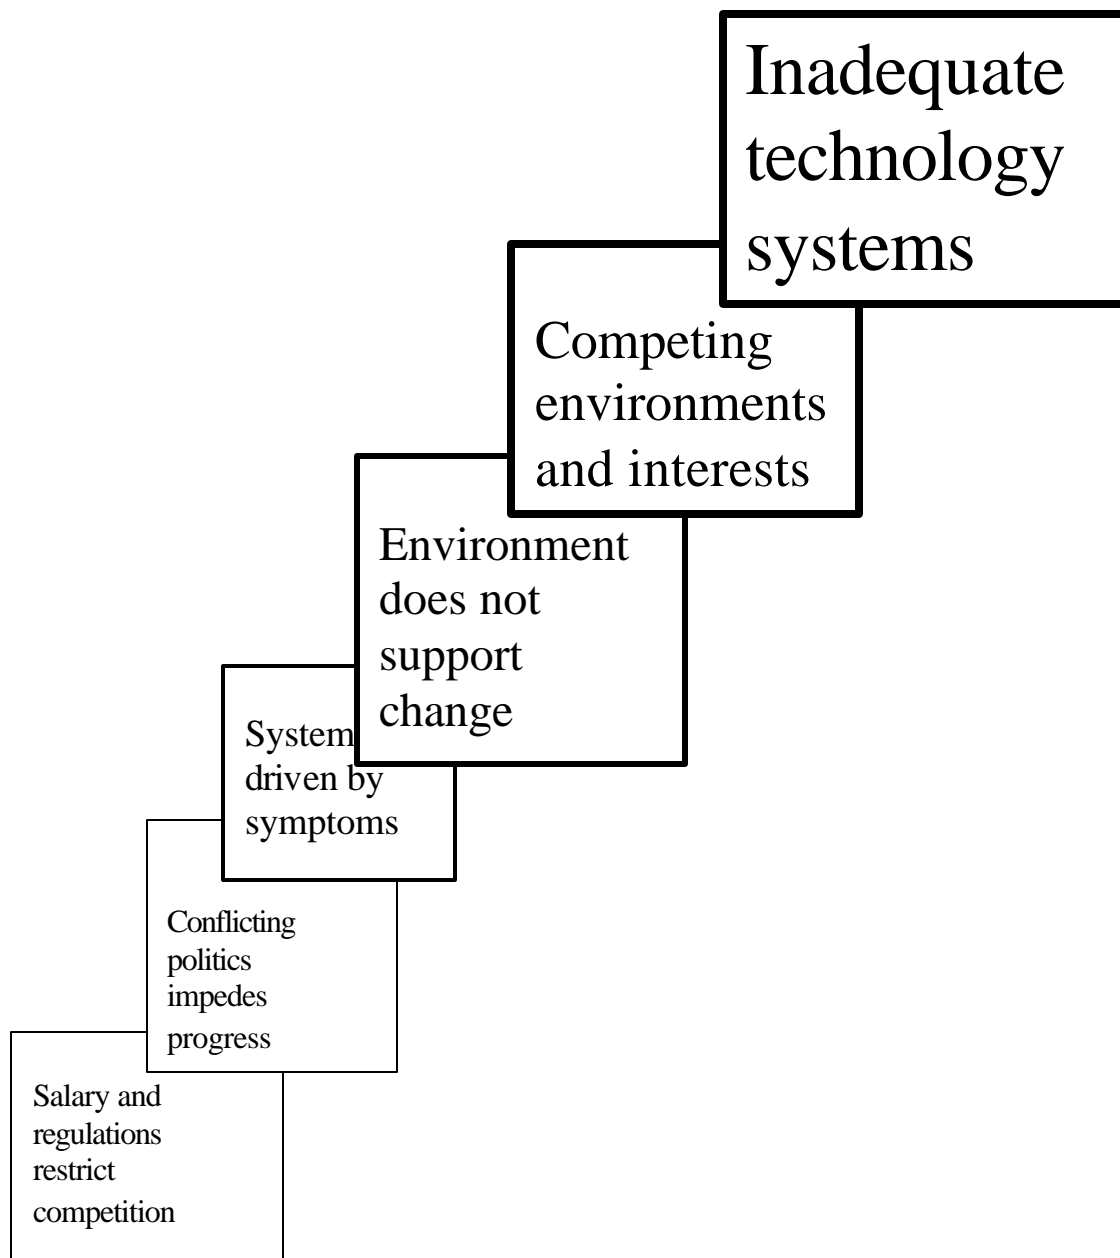 Inadequate
technology
systems
Competing
environments
and interests
Environment
does not
support
change
System
driven by
symptoms
Conflicting
politics
impedes
progress
Salary and
regulations
restrict
competition